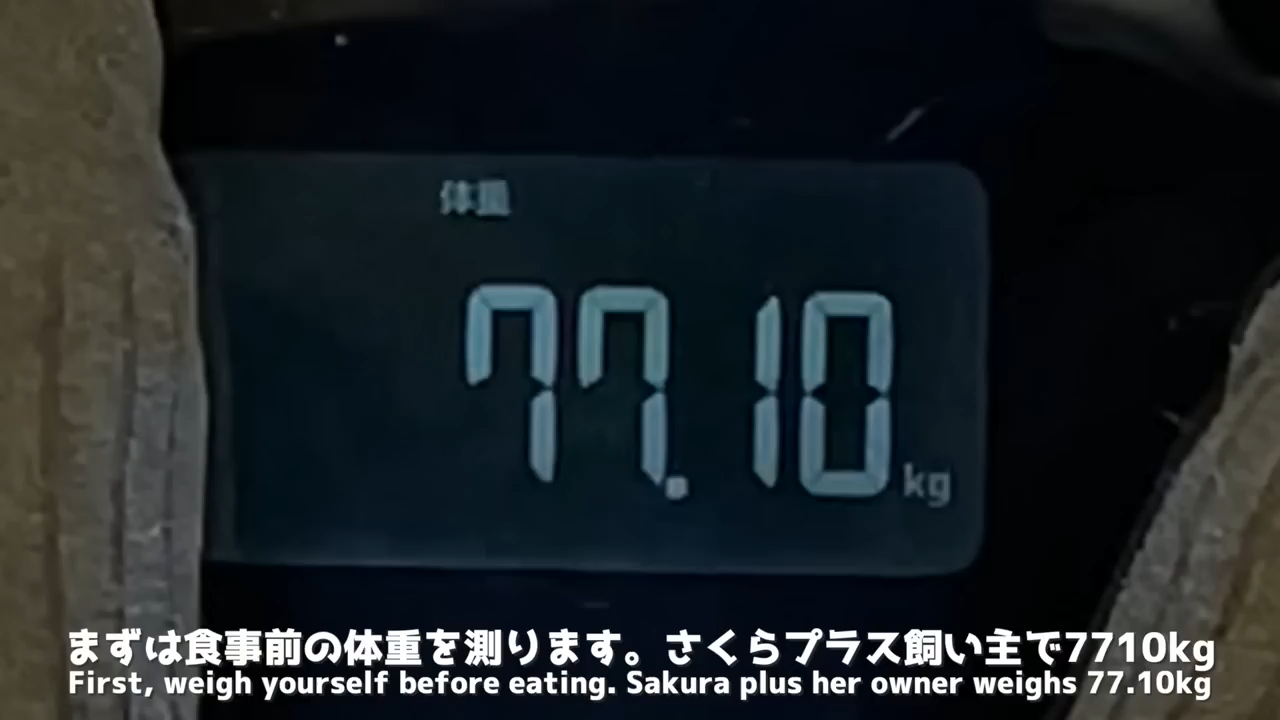 体重
77.10
kg
まずは食事前の体重を測ります。さくらプラス飼い主で7710kg
First, weigh yourself before eating. Sakura plus her owner weighs 77.10kg